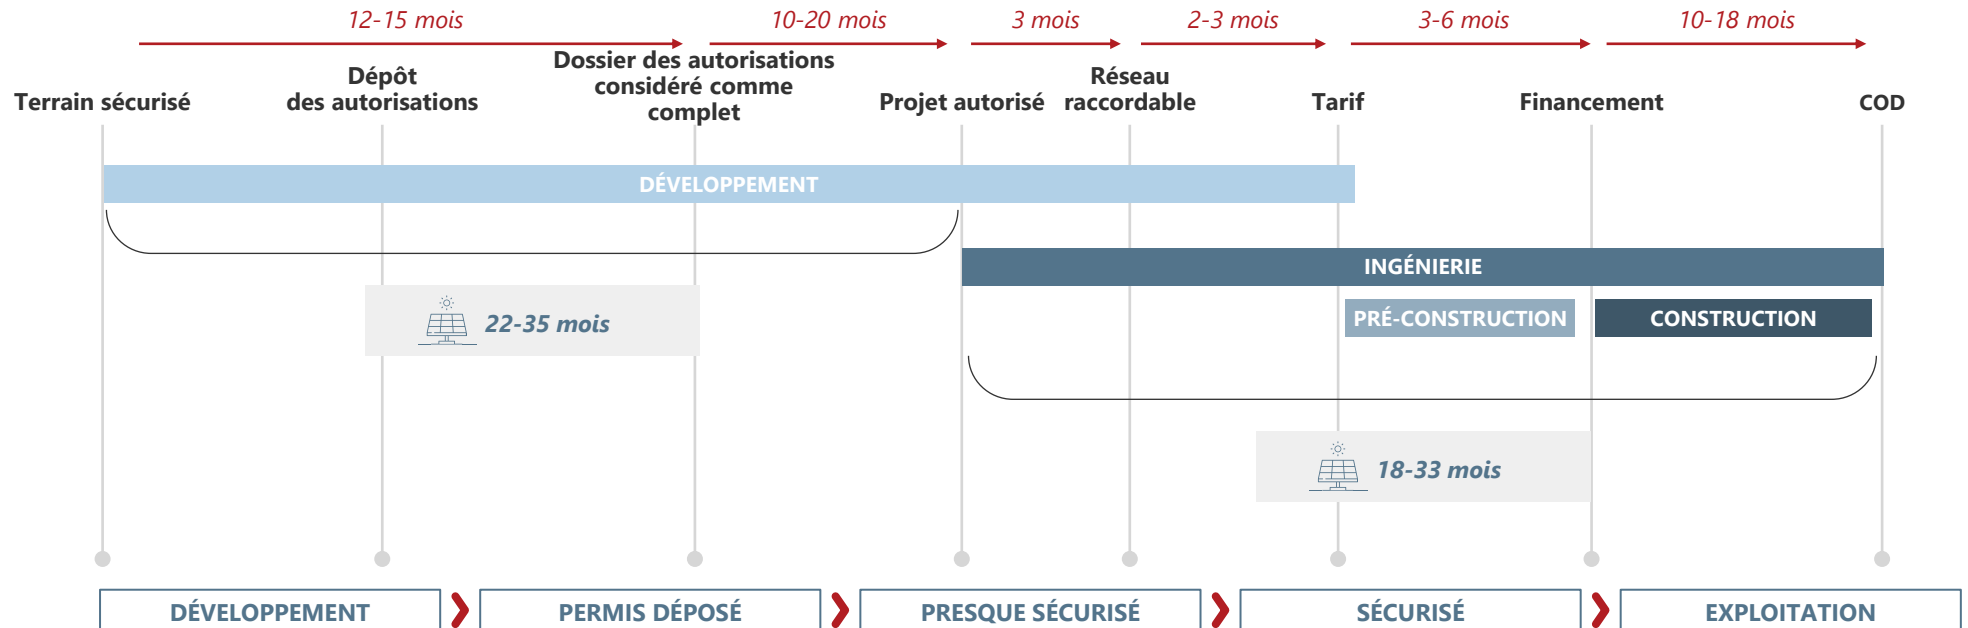 12-15 mois
10-20 mois
3 mois
2-3 mois
3-6 mois
10-18 mois
Terrain sécurisé
Dépôt
des autorisations
Dossier des autorisations
considéré comme
complet
Projet autorisé
Réseau
raccordable
Tarif
Financement
COD
DÉVELOPPEMENT
INGÉNIERIE
PRÉ-CONSTRUCTION
CONSTRUCTION
22-35 mois
18-33 mois
DÉVELOPPEMENT
PERMIS DÉPOSÉ
PRESQUE SÉCURISÉ
SÉCURISÉ
EXPLOITATION